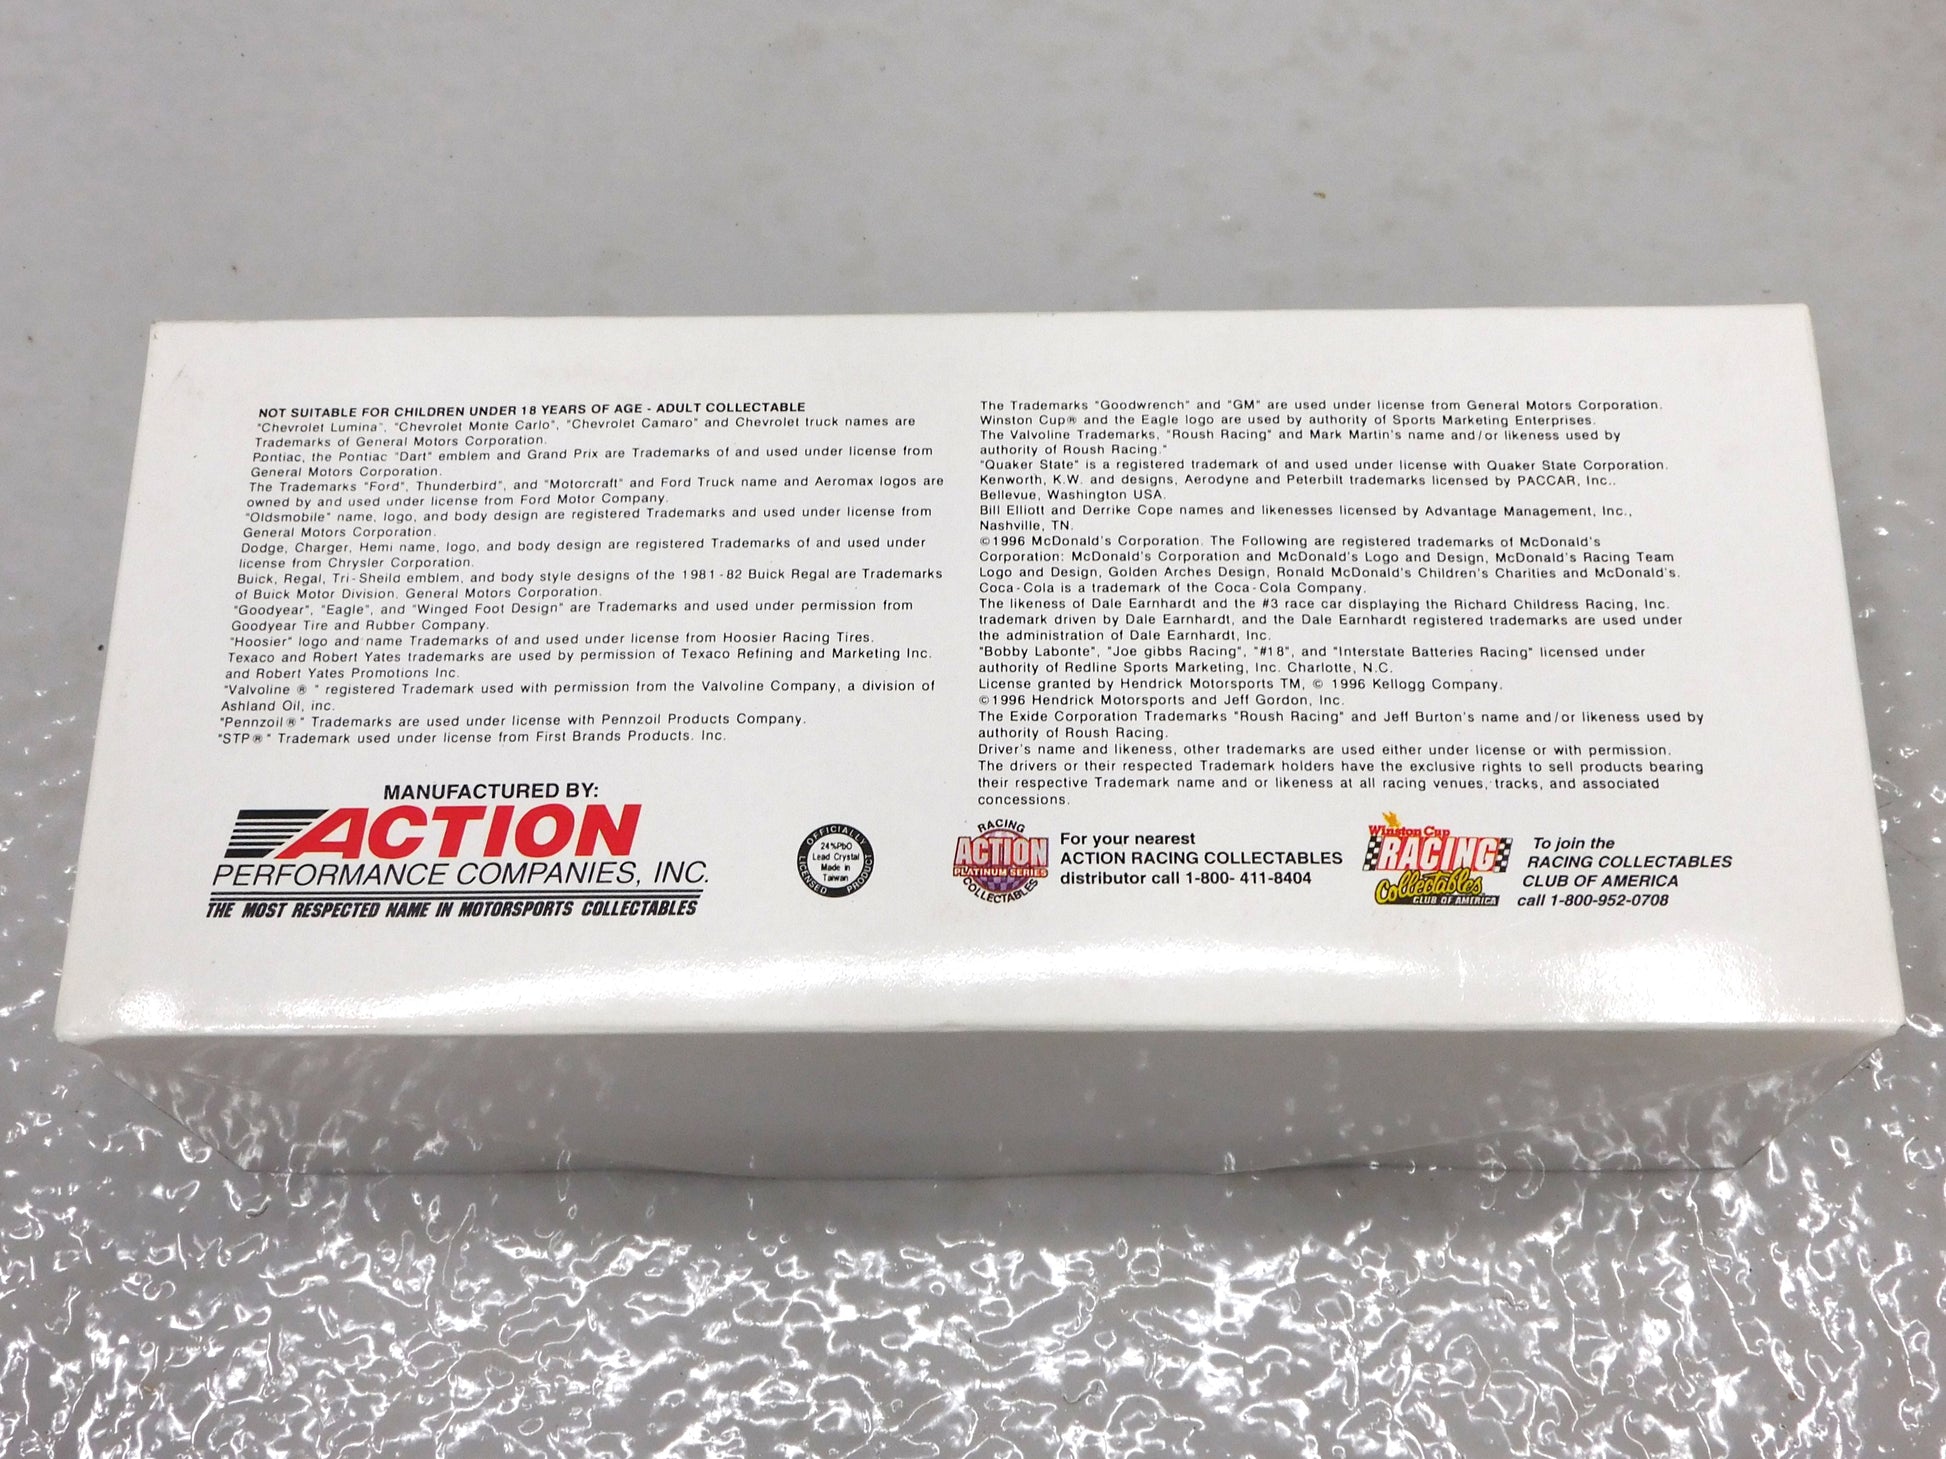 NOT SUITABLE FOR CHILDREN UNDER 18 YEARS OF AGE - ADULT COLLECTABLE
"Chevrolet Lumina", "Chevrolet Monte Carlo", "Chevrolet Camaro" and Chevrolet truck names are
Trademarks of General Motors Corporation.
Pontiac, the Pontiac "Dart" emblem and Grand Prix are Trademarks of and used under license from
General Motors Corporation.
The Trademarks "Ford", Thunderbird", and "Motorcraft" and Ford Truck name and Aeromax logos are
owned by and used under license from Ford Motor Company.
"Oldsmobile" name, logo, and body design are registered Trademarks and used under license from
General Motors Corporation.
Dodge, Charger, Hemi name, logo, and body design are registered Trademarks of and used under
license from Chrysler Corporation.
Buick, Regal, Tri-Sheild emblem, and body style designs of the 1981-82 Buick Regal are Trademarks
of Buick Motor Division. General Motors Corporation.
"Goodyear", "Eagle", and "Winged Foot Design" are Trademarks and used under permission from
Goodyear Tire and Rubber Company.
"Hoosier" logo and name Trademarks of and used under license from Hoosier Racing Tires.
Texaco and Robert Yates trademarks are used by permission of Texaco Refining and Marketing Inc.
and Robert Yates Promotions Inc.
"Valvoline ® " registered Trademark used with permission from the Valvoline Company, a division of
Ashland Oil, inc.
"Pennzoil®" Trademarks are used under license with Pennzoil Products Company.
"STP®" Trademark used under license from First Brands Products. Inc.
The Trademarks "Goodwrench" and "GM" are used under license from General Motors Corporation.
Winston Cup® and the Eagle logo are used by authority of Sports Marketing Enterprises.
The Valvoline Trademarks, "Roush Racing" and Mark Martin's name and/or likeness used by
authority of Roush Racing."
"Quaker State" is a registered trademark of and used under license with Quaker State Corporation.
Kenworth, K.W. and designs, Aerodyne and Peterbilt trademarks licensed by PACCAR, Inc..
Bellevue, Washington USA.
Bill Elliott and Derrike Cope names and likenesses licensed by Advantage Management, Inc.,
Nashville, TN.
©1996 McDonald's Corporation. The Following are registered trademarks of McDonald's
Corporation: McDonald's Corporation and McDonald's Logo and Design, McDonald's Racing Team
Logo and Design, Golden Arches Design, Ronald McDonald's Children's Charities and McDonald's.
Coca-Cola is a trademark of the Coca-Cola Company.
The likeness of Dale Earnhardt and the #3 race car displaying the Richard Childress Racing, Inc.
trademark driven by Dale Earnhardt, and the Dale Earnhardt registered trademarks are used under
the administration of Dale Earnhardt, Inc.
"Bobby Labonte", "Joe gibbs Racing", "#18", and "Interstate Batteries Racing" licensed under
authority of Redline Sports Marketing, Inc. Charlotte, N.C.
License granted by Hendrick Motorsports TM, © 1996 Kellogg Company.
©1996 Hendrick Motorsports and Jeff Gordon, Inc.
The Exide Corporation Trademarks "Roush Racing" and Jeff Burton's name and/or likeness used by
authority of Roush Racing.
Driver's name and likeness, other trademarks are used either under license or with permission.
The drivers or their respected Trademark holders have the exclusive rights to sell products bearing
their respective Trademark name and or likeness at all racing venues, tracks, and associated
concessions.
MANUFACTURED BY:
ACTION
PERFORMANCE COMPANIES, INC.
THE MOST RESPECTED NAME IN MOTORSPORTS COLLECTABLES
OFFICIALLY
24%PbO
Lead Crystal
Made in
Taiwan
LICENSED PRODUCT
RACING
ACTION
PLATINUM SERIES
COLLECTABLES
For your nearest
ACTION RACING COLLECTABLES
distributor call 1-800- 411-8404
Winston Cup
RACING
Collectables
CLUB OF AMERICA
To join the
RACING COLLECTABLES
CLUB OF AMERICA
call 1-800-952-0708